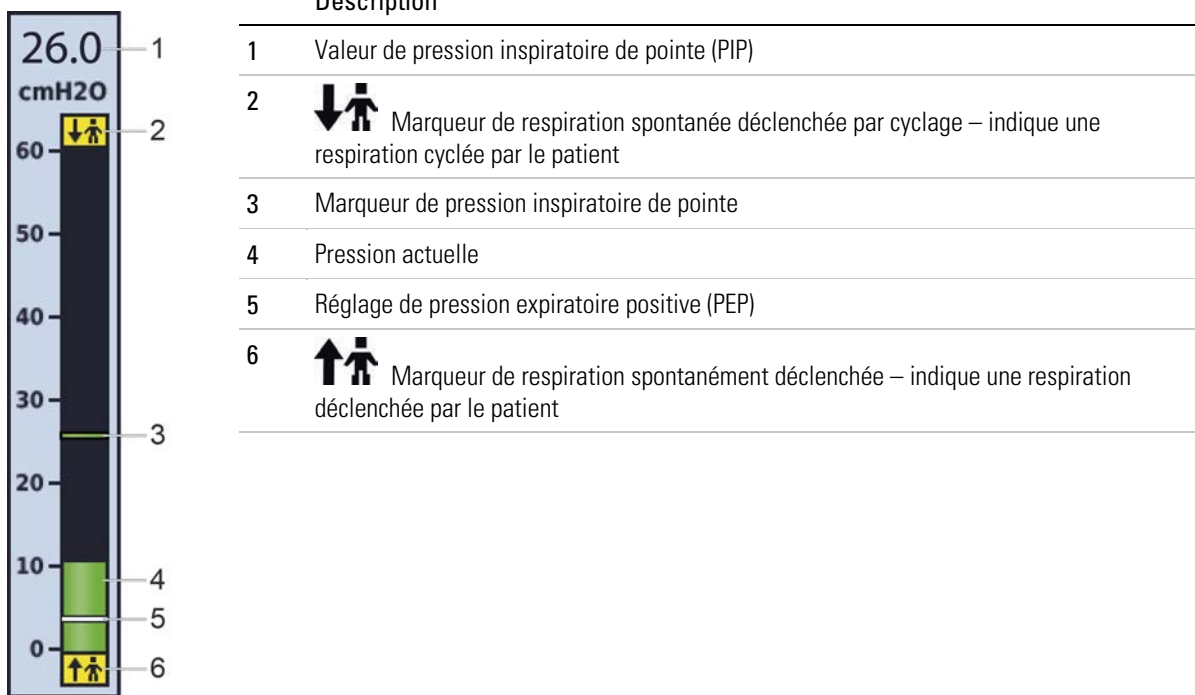 Description
26.0
cmH2O
60
50
40
30
20
10
0
1
2
3
4
5
6
1 Valeur de pression inspiratoire de pointe (PIP)
2 Marqueur de respiration spontanée déclenchée par cyclage – indique une
respiration cyclée par le patient
3 Marqueur de pression inspiratoire de pointe
4 Pression actuelle
5 Réglage de pression expiratoire positive (PEP)
6 Marqueur de respiration spontanément déclenchée – indique une respiration
déclenchée par le patient